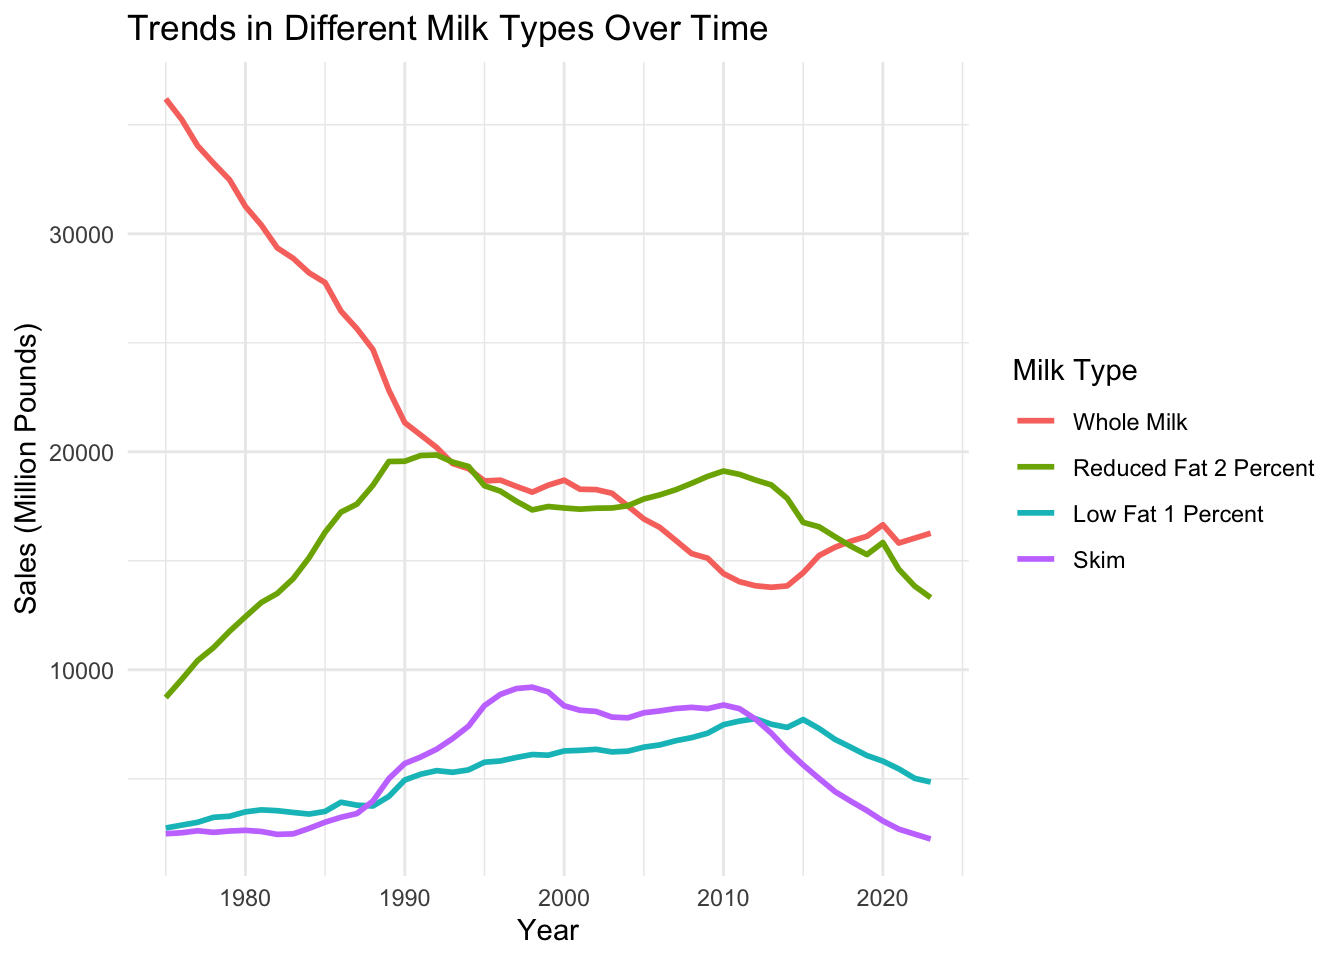 Trends in Different Milk Types Over Time
Sales (Million Pounds)
30000
20000
10000
1980 1990 2000 2010 2020
Year
Milk Type
Whole Milk
Reduced Fat 2 Percent
Low Fat 1 Percent
Skim